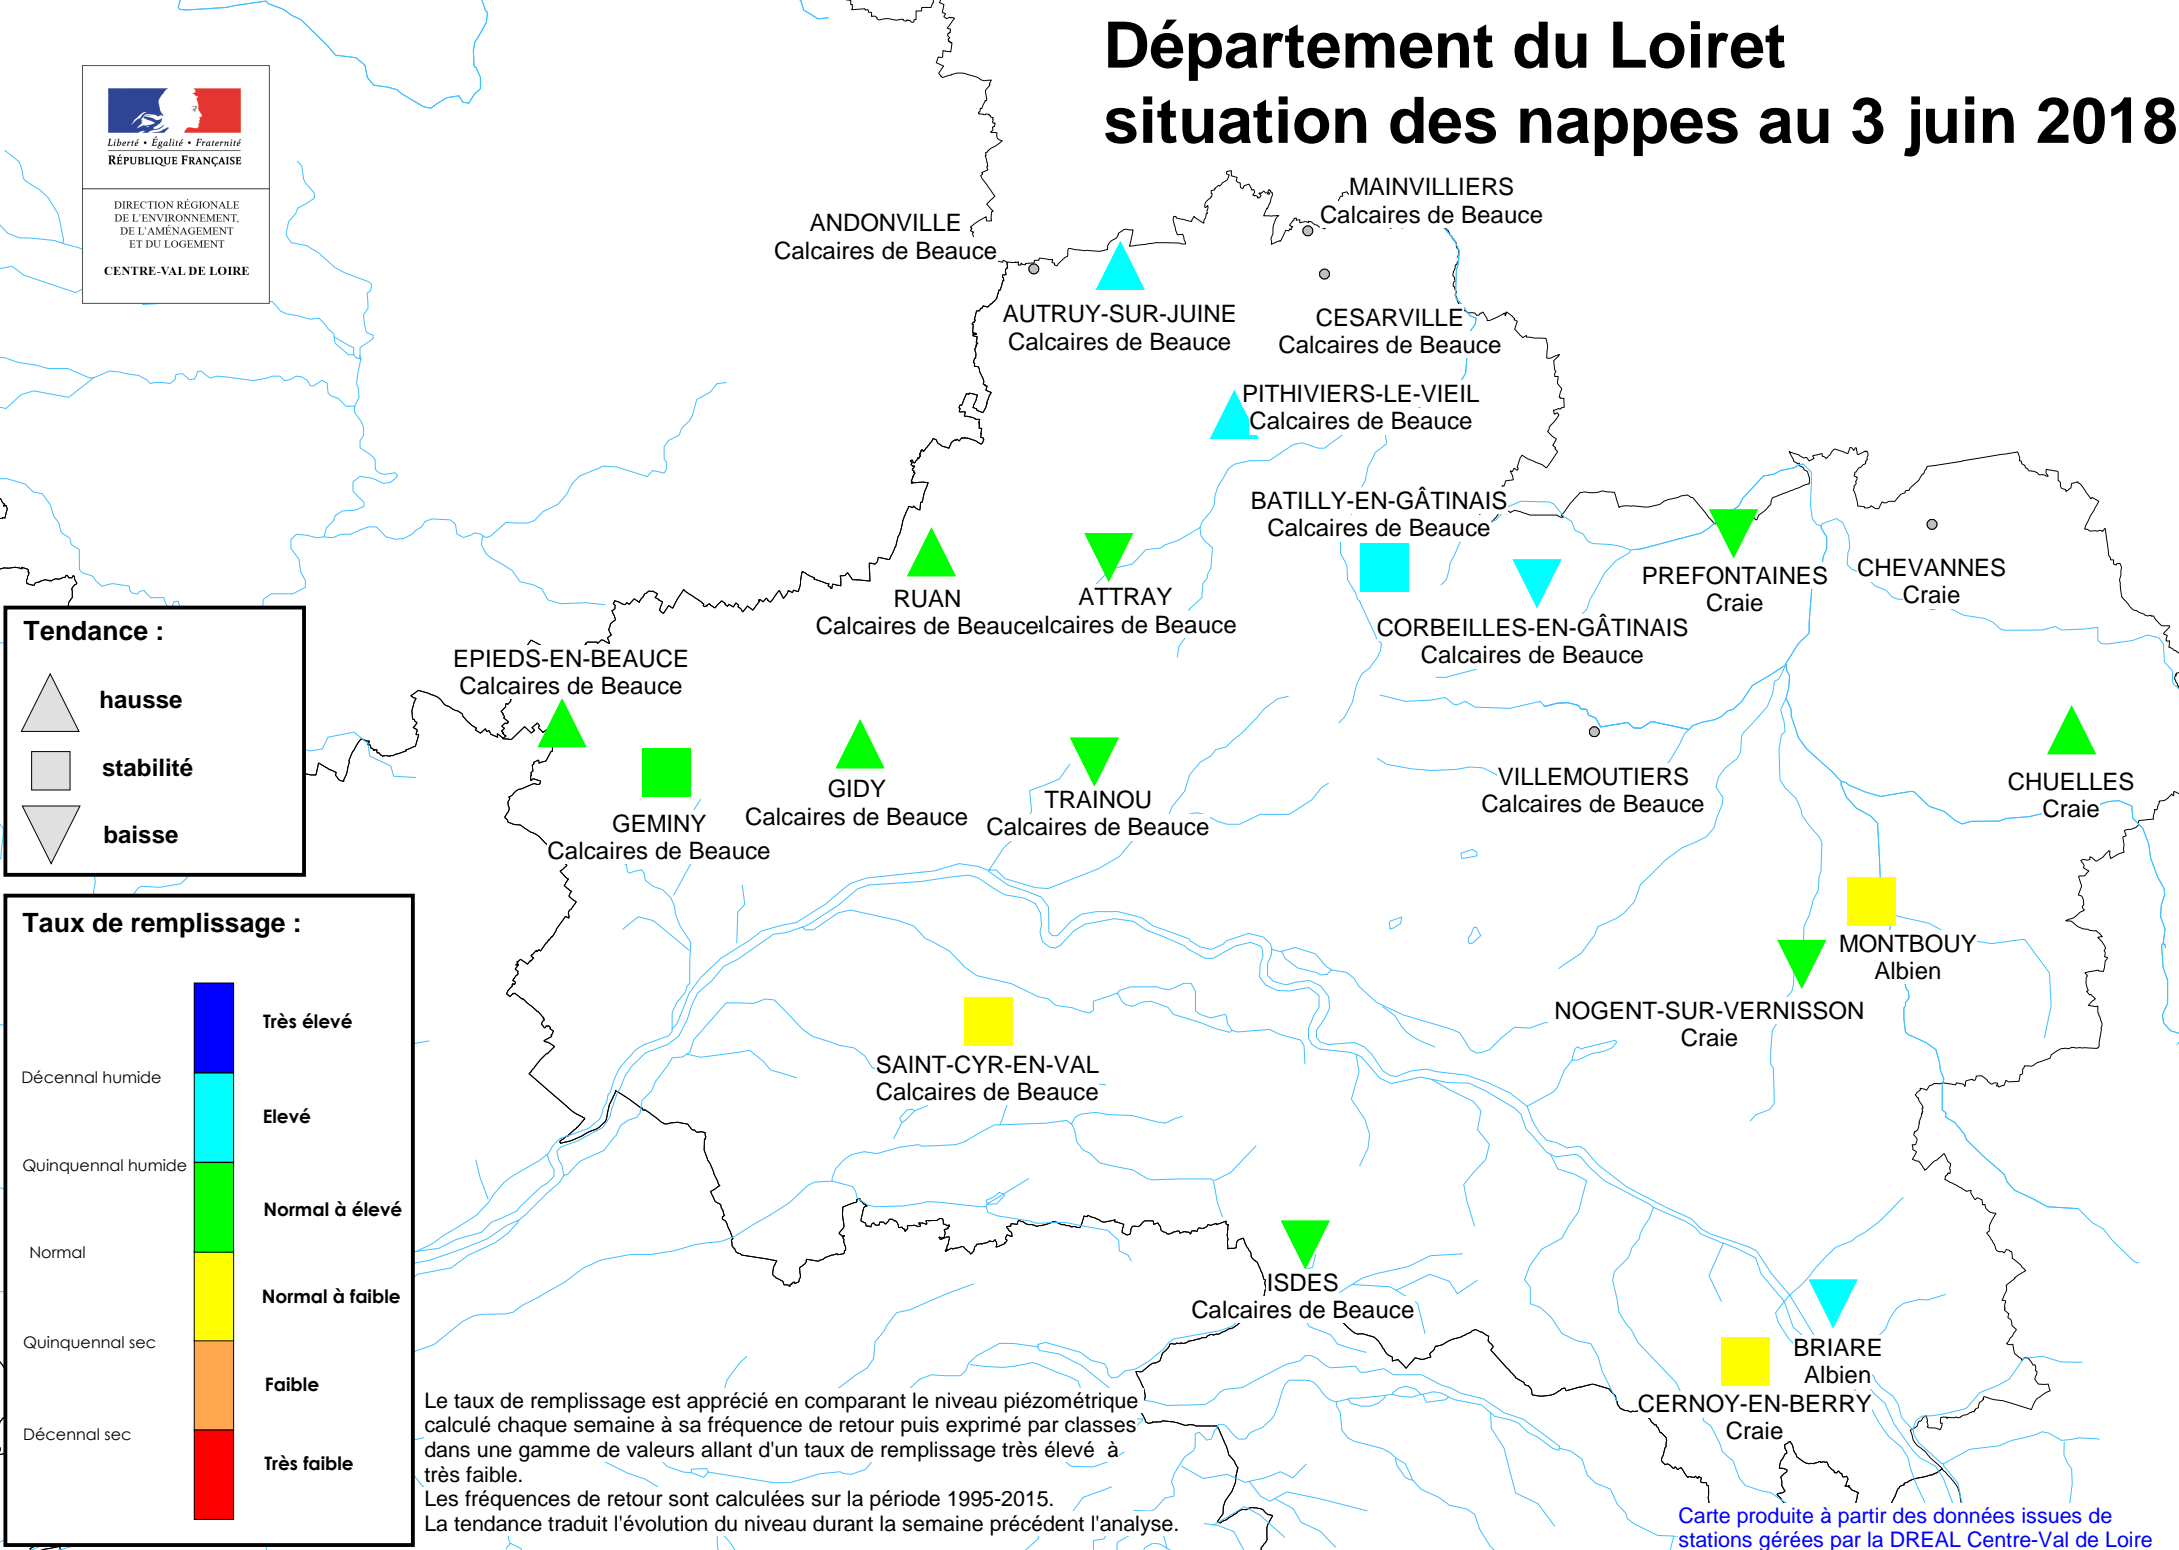 Département du Loiret
situation des nappes au 3 juin 2018
Liberté • Égalité • Fraternité
RÉPUBLIQUE FRANÇAISE
DIRECTION RÉGIONALE
DE L'ENVIRONNEMENT,
DE L'AMÉNAGEMENT
ET DU LOGEMENT
CENTRE-VAL DE LOIRE
MAINVILLIERS
Calcaires de Beauce
ANDONVILLE
Calcaires de Beauce
AUTRUY-SUR-JUINE
Calcaires de Beauce
CESARVILLE
Calcaires de Beauce
PITHIVIERS-LE-VIEIL
Calcaires de Beauce
BATILLY-EN-GÂTINAIS
Calcaires de Beauce
PREFONTAINES
Craie
CHEVANNES
Craie
RUAN
Calcaires de Beauce
ATTRAY
alcaires de Beauce
CORBEILLES-EN-GÂTINAIS
Calcaires de Beauce
EPIEDS-EN-BEAUCE
Calcaires de Beauce
GEMINY
Calcaires de Beauce
GIDY
Calcaires de Beauce
TRAINOU
Calcaires de Beauce
VILLEMOUTIERS
Calcaires de Beauce
CHUELLES
Craie
MONTBOUY
Albien
NOGENT-SUR-VERNISSON
Craie
SAINT-CYR-EN-VAL
Calcaires de Beauce
ISDES
Calcaires de Beauce
BRIARE
Albien
CERNOY-EN-BERRY
Craie
Tendance :
hausse
stabilité
baisse
Taux de remplissage :
Très élevé
Décennal humide
Elevé
Quinquennal humide
Normal à élevé
Normal
Normal à faible
Quinquennal sec
Faible
Décennal sec
Très faible
Le taux de remplissage est apprécié en comparant le niveau piézométrique
calculé chaque semaine à sa fréquence de retour puis exprimé par classes
dans une gamme de valeurs allant d'un taux de remplissage très élevé à
très faible.
Les fréquences de retour sont calculées sur la période 1995-2015.
La tendance traduit l'évolution du niveau durant la semaine précédent l'analyse.
Carte produite à partir des données issues de
stations gérées par la DREAL Centre-Val de Loire